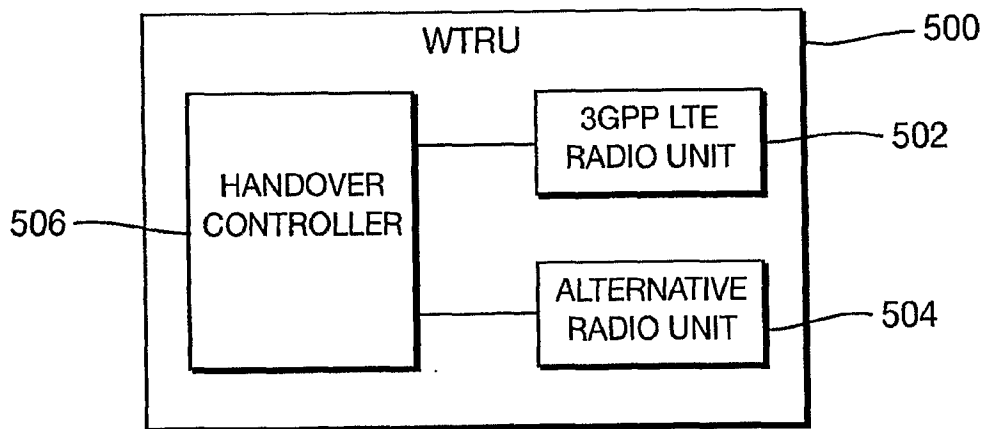 WTRU
500
3GPP LTE
RADIO UNIT
502
HANDOVER
CONTROLLER
506
ALTERNATIVE
RADIO UNIT
504